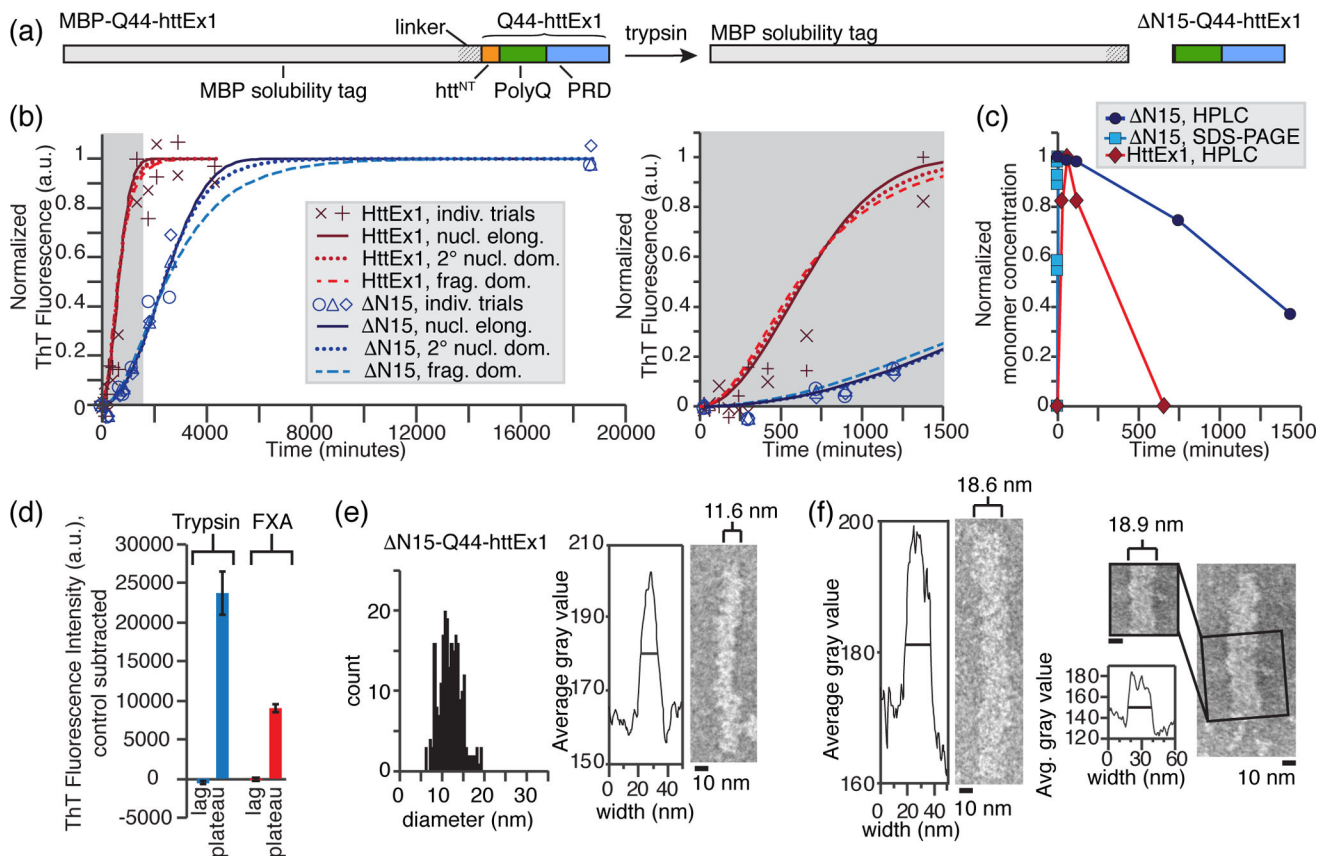 (a)
MBP-Q44-httEx1
linker
Q44-httEx1
trypsin
MBP solubility tag
ΔN15-Q44-httEx1
MBP solubility tag
httNT
PolyQ
PRD
(b)
Normalized
ThT Fluorescence (a.u.)
1
0.8
0.6
0.4
0.2
0
0
4000
8000
12000
16000
20000
Time (minutes)
HttEx1, indiv. trials
HttEx1, nucl. elong.
HttEx1, 2° nucl. dom.
HttEx1, frag. dom.
ΔN15, indiv. trials
ΔN15, nucl. elong.
ΔN15, 2° nucl. dom.
ΔN15, frag. dom.
Normalized
ThT Fluorescence (a.u.)
1
0.8
0.6
0.4
0.2
0
0
500
1000
1500
Time (minutes)
(c)
ΔN15, HPLC
ΔN15, SDS-PAGE
HttEx1, HPLC
Normalized
monomer concentration
1
0.8
0.6
0.4
0.2
0
0
500
1000
1500
Time (minutes)
(d)
ThT Fluorescence Intensity (a.u.),
control subtracted
Trypsin
FXA
30000
25000
20000
15000
10000
5000
0
-5000
lag
plateau
lag
plateau
(e)
ΔN15-Q44-httEx1
count
20
10
0
0
10
20
30
diameter (nm)
Average gray value
210
190
170
150
0
20
40
width (nm)
11.6 nm
10 nm
(f)
Average gray value
200
180
160
0
20
40
width (nm)
18.6 nm
10 nm
18.9 nm
Avg. gray value
180
160
140
120
0
30
60
width (nm)
10 nm